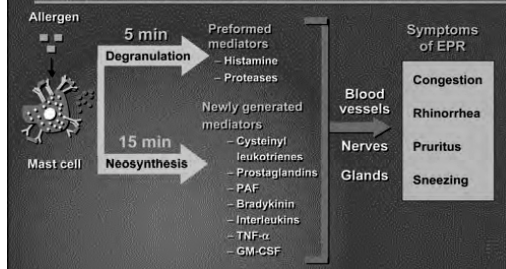 Allergen
Mast cell
5 min
Degranulation
15 min
Neosynthesis
Preformed
mediators
– Histamine
– Proteases
Newly generated
mediators
– Cysteinyl
leukotrienes
– Prostaglandins
– PAF
– Bradykinin
– Interleukins
– TNF-α
– GM-CSF
Blood
vessels
Nerves
Glands
Symptoms
of EPR
Congestion
Rhinorrhea
Pruritus
Sneezing